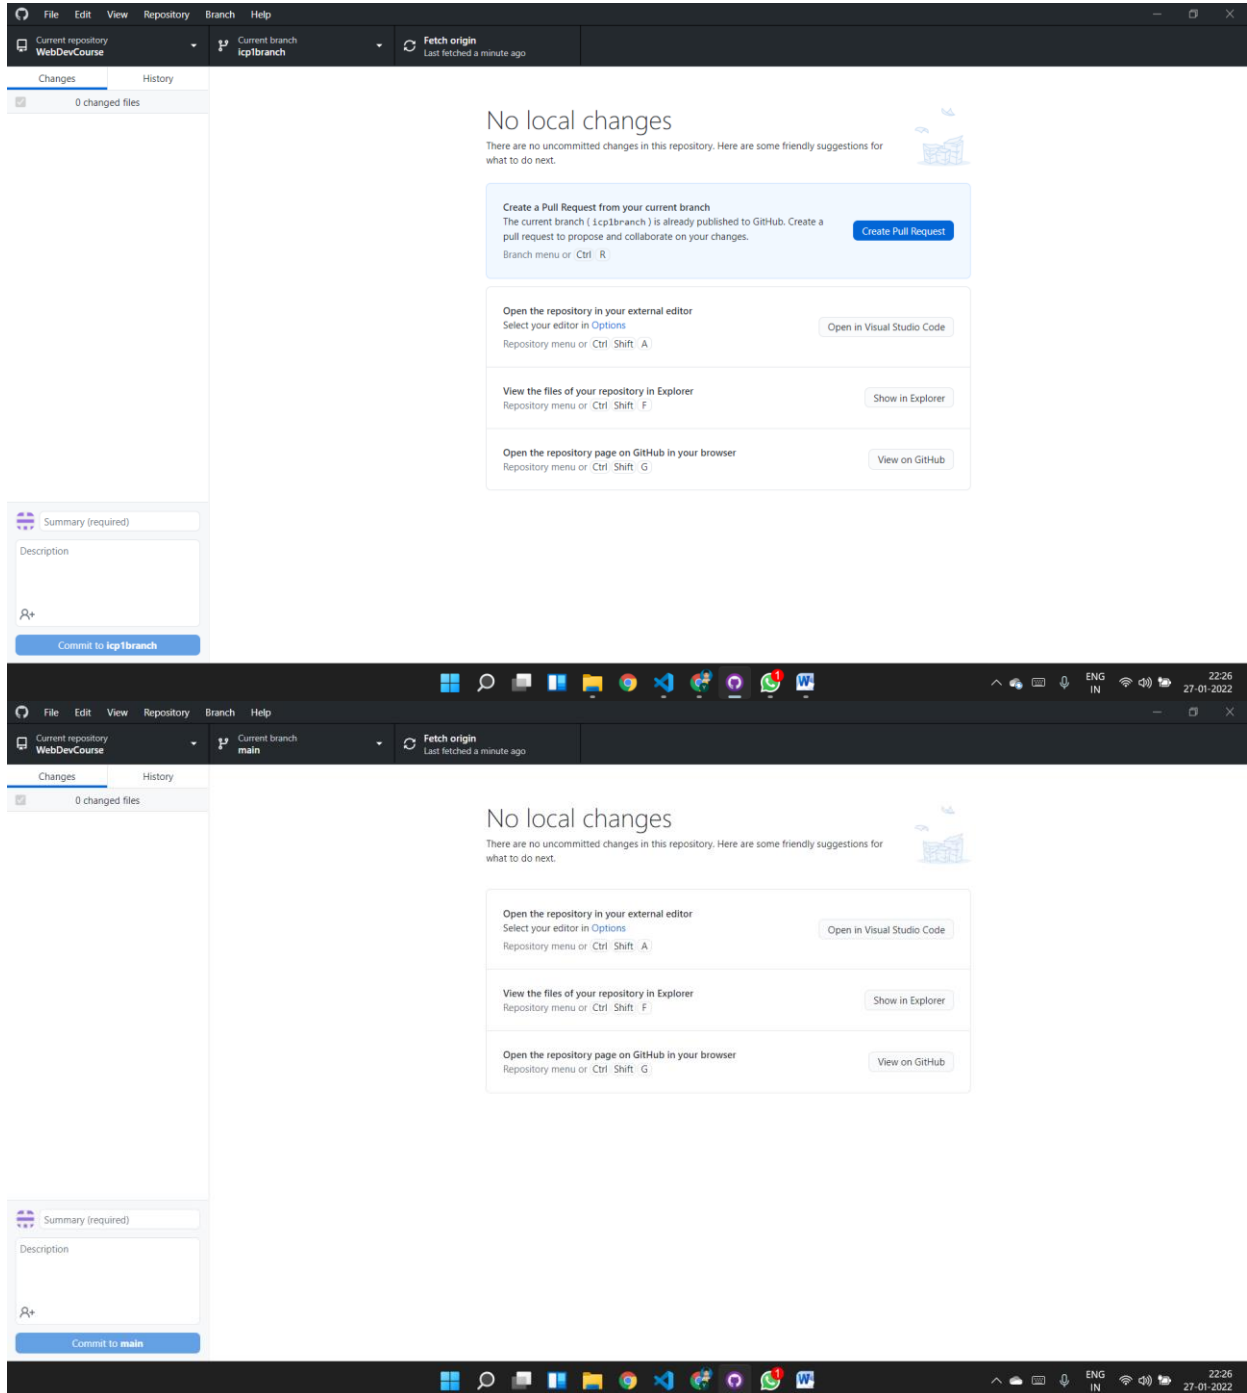 File Edit View Repository Branch Help
Current repository
WebDevCourse
Current branch
icp1branch
Fetch origin
Last fetched a minute ago
Changes History
0 changed files
No local changes
There are no uncommitted changes in this repository. Here are some friendly suggestions for
what to do next.
Create a Pull Request from your current branch
The current branch ( icp1branch ) is already published to GitHub. Create a
pull request to propose and collaborate on your changes.
Branch menu or Ctrl R
Create Pull Request
Open the repository in your external editor
Select your editor in Options
Repository menu or Ctrl Shift A
Open in Visual Studio Code
View the files of your repository in Explorer
Repository menu or Ctrl Shift F
Show in Explorer
Open the repository page on GitHub in your browser
Repository menu or Ctrl Shift G
View on GitHub
Summary (required)
Description
Commit to icp1branch
1
W
ENG
IN
22:26
27-01-2022
File Edit View Repository Branch Help
Current repository
WebDevCourse
Current branch
main
Fetch origin
Last fetched a minute ago
Changes History
0 changed files
No local changes
There are no uncommitted changes in this repository. Here are some friendly suggestions for
what to do next.
Open the repository in your external editor
Select your editor in Options
Repository menu or Ctrl Shift A
Open in Visual Studio Code
View the files of your repository in Explorer
Repository menu or Ctrl Shift F
Show in Explorer
Open the repository page on GitHub in your browser
Repository menu or Ctrl Shift G
View on GitHub
Summary (required)
Description
Commit to main
1
W
ENG
IN
22:26
27-01-2022